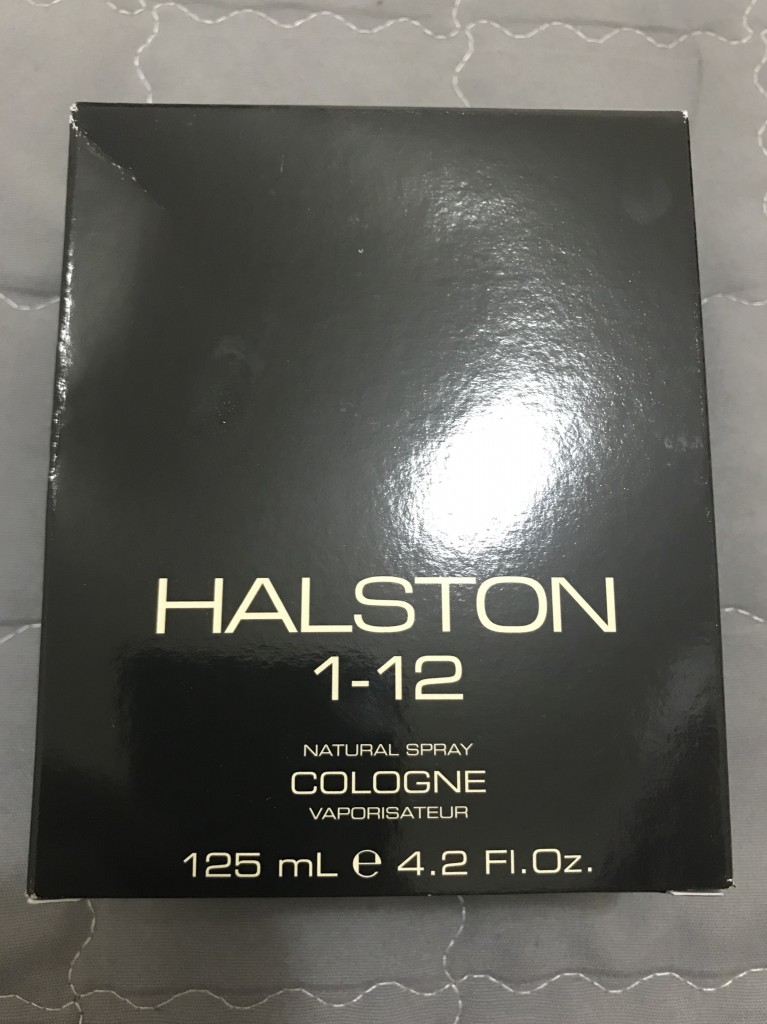 HALSTON
1-12
NATURAL SPRAY
COLOGNE
VAPORISATEUR
125 mL ℮ 4.2 Fl.Oz.